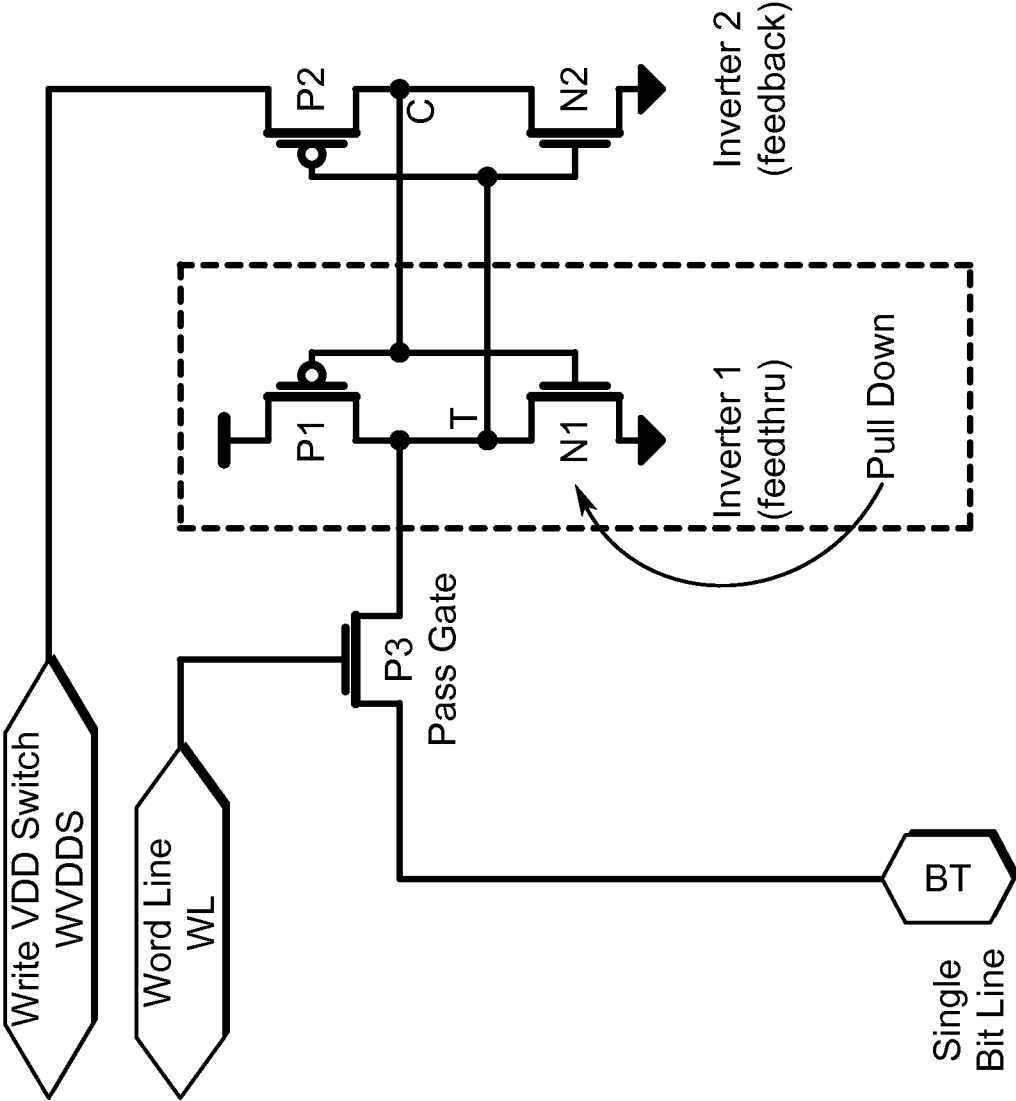 Write VDD Switch
WVDDS
Word Line
WL
P3
Pass Gate
BT
Single
Bit Line
P1
T
N1
Inverter 1
(feedthru)
Pull Down
P2
C
N2
Inverter 2
(feedback)